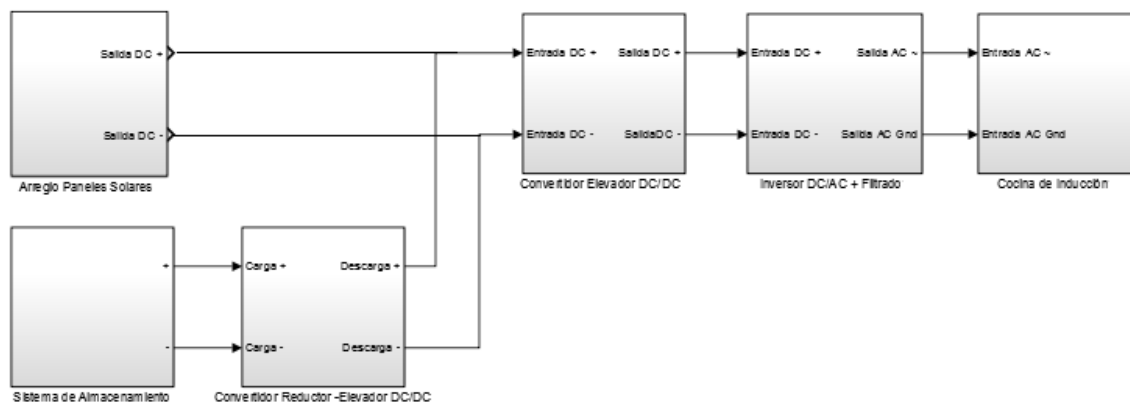 Salida DC +
Salida DC -
Arreglo Paneles Solares
Entrada DC +
Salida DC +
Entrada DC -
SalidaDC -
Convertidor Elevador DC/DC
Entrada DC +
Salida AC ~
Entrada DC -
Salida AC Gnd
Inversor DC/AC + Filtrado
Entrada AC ~
Entrada AC Gnd
Cocina de Inducción
+
-
Sistema de Almacenamiento
Carga +
Descarga +
Carga -
Descarga -
Convertidor Reductor -Elevador DC/DC